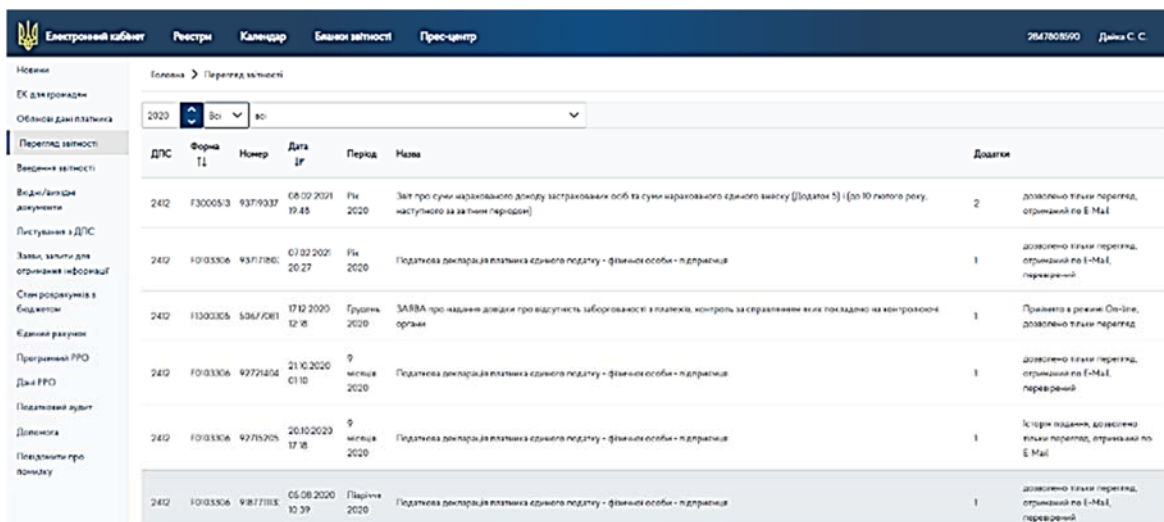 Електронний кабінет Реєстри Календар Бланки звітності Прес-центр 2847808590 Дайка С. С.
Новини
ЕК для громадян
Облікові дані платника
Перегляд звітності
Введення звітності
Вхідні/вихідні
документи
Листування з ДПС
Заяви, запити для
отримання інформації
Стан розрахунків з
бюджетом
Єдиний рахунок
Програмний РРО
Дані РРО
Податковий аудит
Допомога
Повідомити про
помилку
Головна > Перегляд звітності
2020 Всі всі
ДПС Форма Номер Дата Період Назва Додатки
2412 F3000513 93719037 08.02.2021 19:48 Рік 2020 Звіт про суми нарахованого доходу застрахованих осіб та суми нарахованого єдиного внеску (Додаток 5) (до 10 лютого року,
наступного за звітним періодом) 2 дозволено тільки перегляд,
отриманий по E-Mail
2412 F0103306 07.02.2021 20:27 Рік 2020 Податкова декларація платника єдиного податку - фізичної особи - підприємця 1 дозволено тільки перегляд,
отриманий по E-Mail,
перевірений
2412 F1300305 50677081 17.12.2020 12:18 Грудень 2020 ЗАЯВА про надання довідки про відсутність заборгованості з платежів, контроль за справлянням яких покладено на контролюючі
органи 1 Прийнято в режимі On-line,
дозволено тільки перегляд
2412 F0103306 92721404 21.10.2020 01:10 9 місяців 2020 Податкова декларація платника єдиного податку - фізичної особи - підприємця 1 дозволено тільки перегляд,
отриманий по E-Mail,
перевірений
2412 F0103306 92715205 20.10.2020 17:18 9 місяців 2020 Податкова декларація платника єдиного податку - фізичної особи - підприємця 1 Історія подання, дозволено
тільки перегляд, отриманий по
E-Mail
2412 F0103306 05.08.2020 10:39 Півріччя 2020 Податкова декларація платника єдиного податку - фізичної особи - підприємця 1 дозволено тільки перегляд,
отриманий по E-Mail,
перевірений